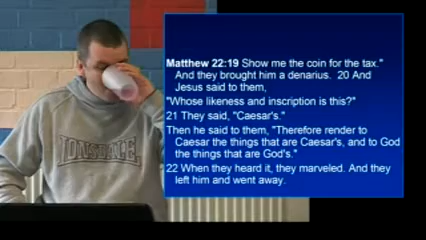 Matthew 22:19 Show me the coin for the tax."
And they brought him a denarius. 20 And
Jesus said to them,
"Whose likeness and inscription is this?"
21 They said, "Caesar's."
Then he said to them, "Therefore render to
Caesar the things that are Caesar's, and to God
the things that are God's."
22 When they heard it, they marveled. And they
left him and went away.
LONSDALE